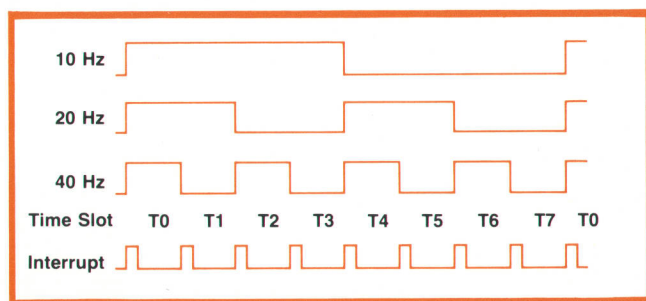 10 Hz
20 Hz
40 Hz
Time Slot T0 T1 T2 T3 T4 T5 T6 T7 T0
Interrupt